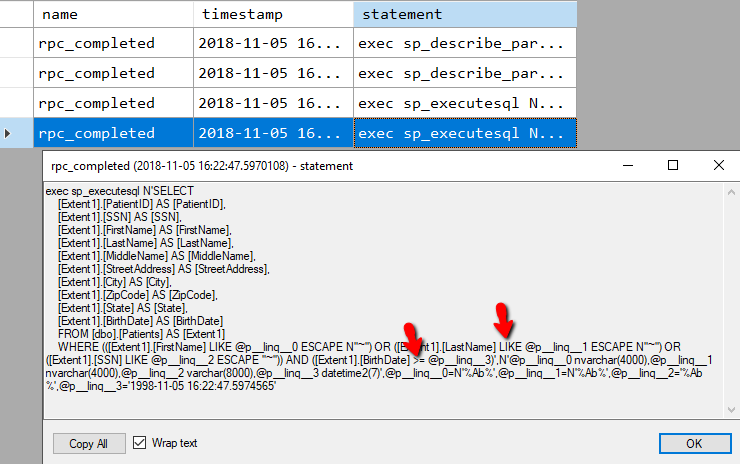 name timestamp statement
rpc_completed 2018-11-05 16... exec sp_describe_par...
rpc_completed 2018-11-05 16... exec sp_describe_par...
rpc_completed 2018-11-05 16... exec sp_executesql N...
rpc_completed 2018-11-05 16... exec sp_executesql N...
rpc_completed (2018-11-05 16:22:47.5970108) - statement
exec sp_executesql N'SELECT
[Extent1].[PatientID] AS [PatientID],
[Extent1].[SSN] AS [SSN],
[Extent1].[FirstName] AS [FirstName],
[Extent1].[LastName] AS [LastName],
[Extent1].[MiddleName] AS [MiddleName],
[Extent1].[StreetAddress] AS [StreetAddress],
[Extent1].[City] AS [City],
[Extent1].[ZipCode] AS [ZipCode],
[Extent1].[State] AS [State],
[Extent1].[BirthDate] AS [BirthDate]
FROM [dbo].[Patients] AS [Extent1]
WHERE (([Extent1].[FirstName] LIKE @p__linq__0 ESCAPE N''~'') OR ([Extent1].[LastName] LIKE @p__linq__1 ESCAPE N''~'') OR
([Extent1].[SSN] LIKE @p__linq__2 ESCAPE ''~'')) AND ([Extent1].[BirthDate] >= @p__linq__3)',N'@p__linq__0 nvarchar(4000),@p__linq__1
nvarchar(4000),@p__linq__2 varchar(8000),@p__linq__3 datetime2(7)',@p__linq__0=N'%Ab%',@p__linq__1=N'%Ab%',@p__linq__2='%Ab
%',@p__linq__3='1998-11-05 16:22:47.5974565'
Copy All Wrap text OK